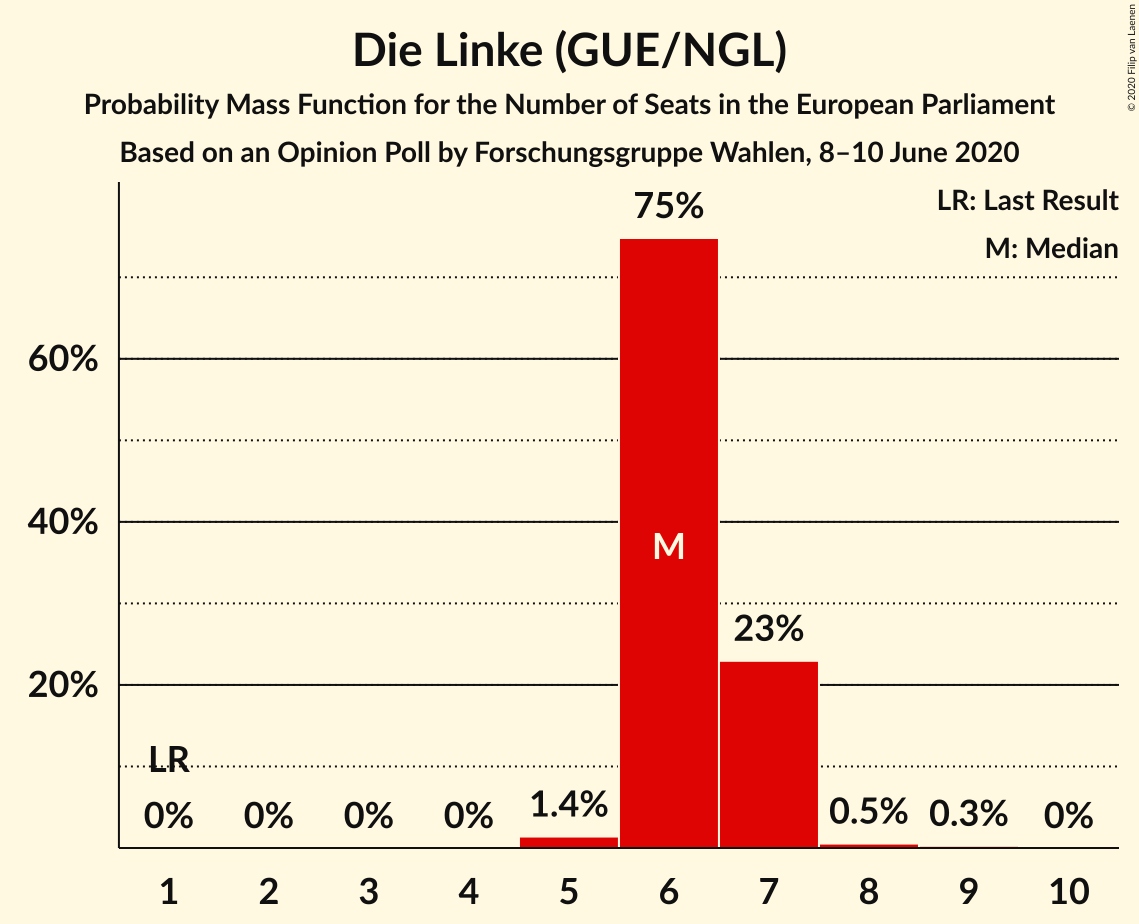 Die Linke (GUE/NGL)
Probability Mass Function for the Number of Seats in the European Parliament
Based on an Opinion Poll by Forschungsgruppe Wahlen, 8–10 June 2020
© 2020 Filip van Laenen
LR: Last Result
M: Median
75%
60%
40%
M
23%
20%
LR
0%
0%
0%
0%
1.4%
0.5%
0.3%
0%
1 2 3 4 5 6 7 8 9 10